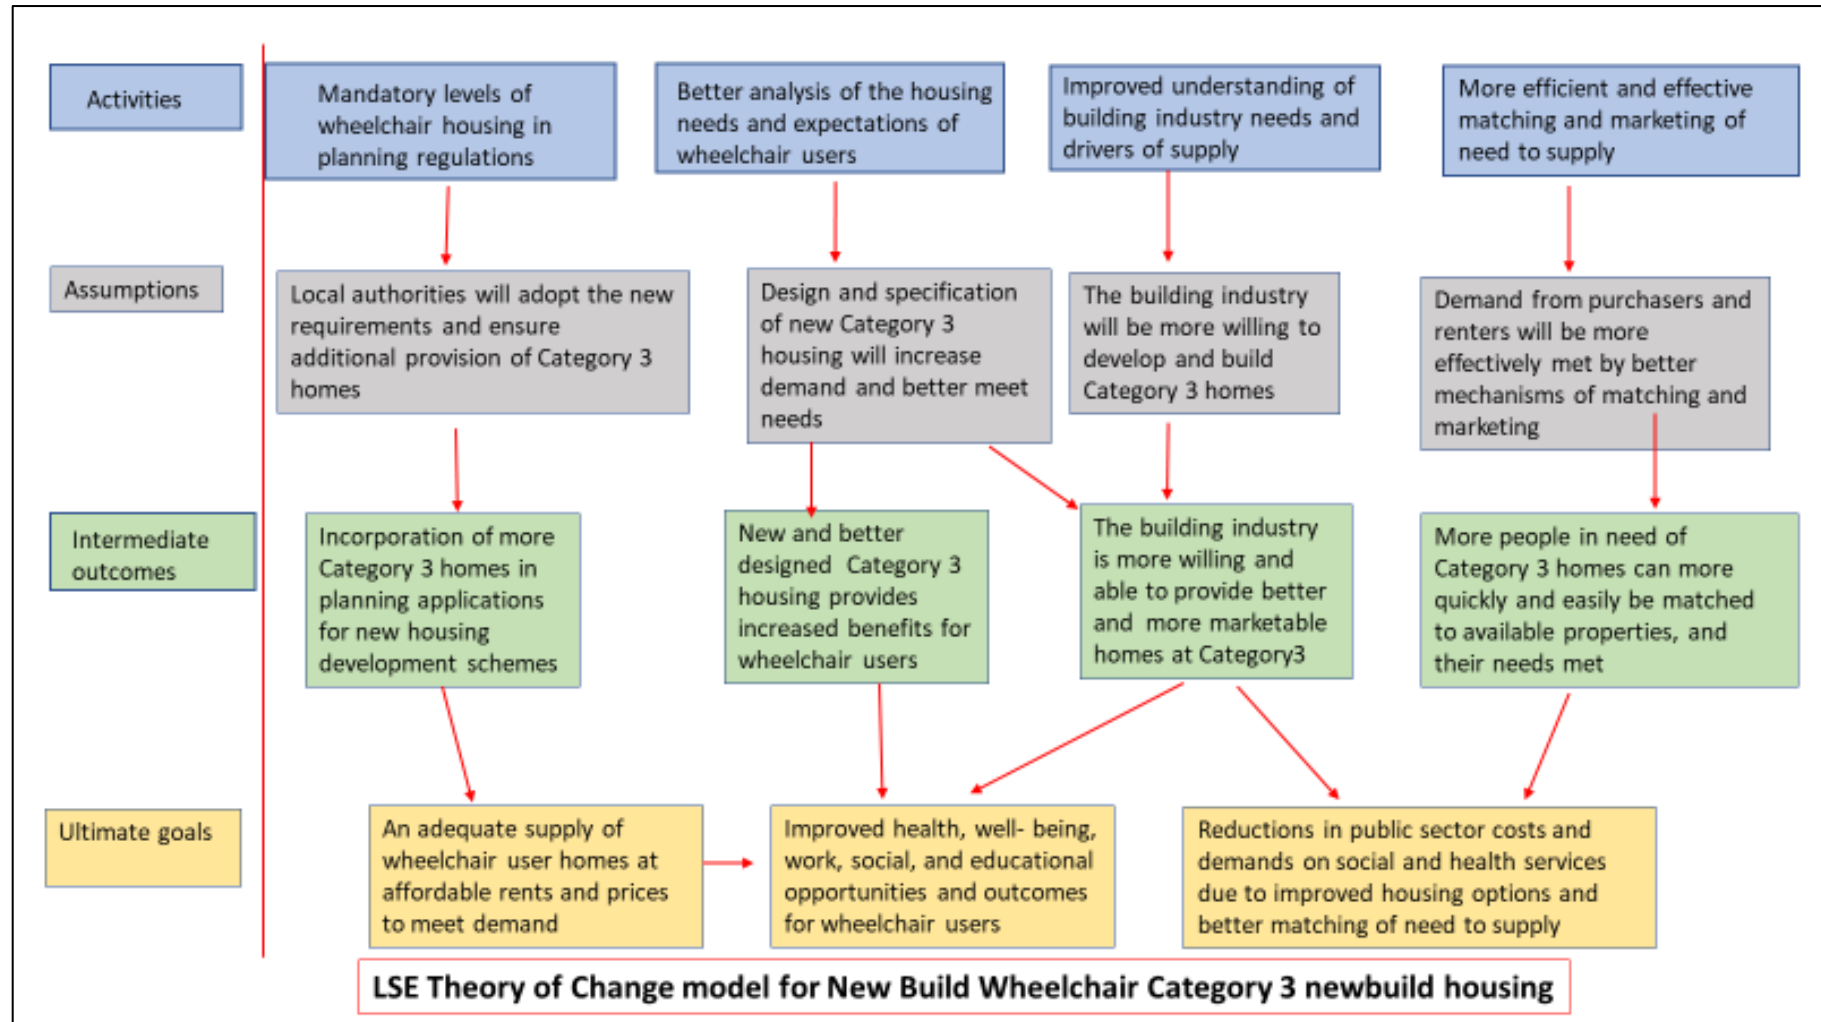 Activities
Mandatory levels of
wheelchair housing in
planning regulations
Better analysis of the housing
needs and expectations of
wheelchair users
Improved understanding of
building industry needs and
drivers of supply
More efficient and effective
matching and marketing of
need to supply
Assumptions
Local authorities will adopt the new
requirements and ensure
additional provision of Category 3
homes
Design and specification
of new Category 3
housing will increase
demand and better meet
needs
The building industry
will be more willing to
develop and build
Category 3 homes
Demand from purchasers and
renters will be more
effectively met by better
mechanisms of matching and
marketing
Intermediate
outcomes
Incorporation of more
Category 3 homes in
planning applications
for new housing
development schemes
New and better
designed Category 3
housing provides
increased benefits for
wheelchair users
The building industry
is more willing and
able to provide better
and more marketable
homes at Category3
More people in need of
Category 3 homes can more
quickly and easily be matched
to available properties, and
their needs met
Ultimate goals
An adequate supply of
wheelchair user homes at
affordable rents and prices
to meet demand
Improved health, well- being,
work, social, and educational
opportunities and outcomes
for wheelchair users
Reductions in public sector costs and
demands on social and health services
due to improved housing options and
better matching of need to supply
LSE Theory of Change model for New Build Wheelchair Category 3 newbuild housing